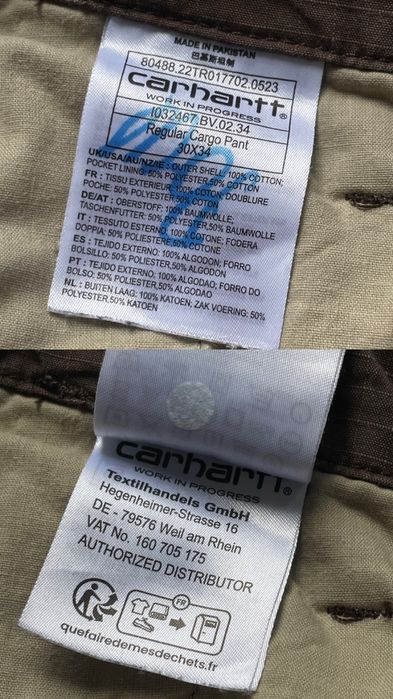 MADE IN PAKISTAN
巴基斯坦制
80488.22TR017702.0523
carhartt®
WORK IN PROGRESS
I032467.BV.02.34
Regular Cargo Pant
30X34
UK/USA/AU/NZ/IE : OUTER SHELL: 100% COTTON;
POCKET LINING: 50% POLYESTER,50% COTTON
FR : TISSU EXTERIEUR: 100% COTON; DOUBLURE
POCHE: 50% POLYESTER,50% COTON
DE/AT : OBERSTOFF: 100% BAUMWOLLE;
TASCHENFUTTER: 50% POLYESTER,50% BAUMWOLLE
IT : TESSUTO ESTERNO: 100% COTONE; FODERA
DOPPIA: 50% POLIESTERE,50% COTONE
ES : TEJIDO EXTERNO: 100% ALGODON; FORRO
BOLSILLO: 50% POLIESTER,50% ALGODON
PT : TEJIDO EXTERNO: 100% ALGODAO; FORRO DO
BOLSO: 50% POLIESTER,50% ALGODAO
NL : BUITEN LAAG: 100% KATOEN; ZAK VOERING: 50%
POLYESTER,50% KATOEN
carhartt®
WORK IN PROGRESS
Textilhandels GmbH
Hegenheimer-Strasse 16
DE - 79576 Weil am Rhein
VAT No. 160 705 175
AUTHORIZED DISTRIBUTOR
FR
quefairedemesdechets.fr